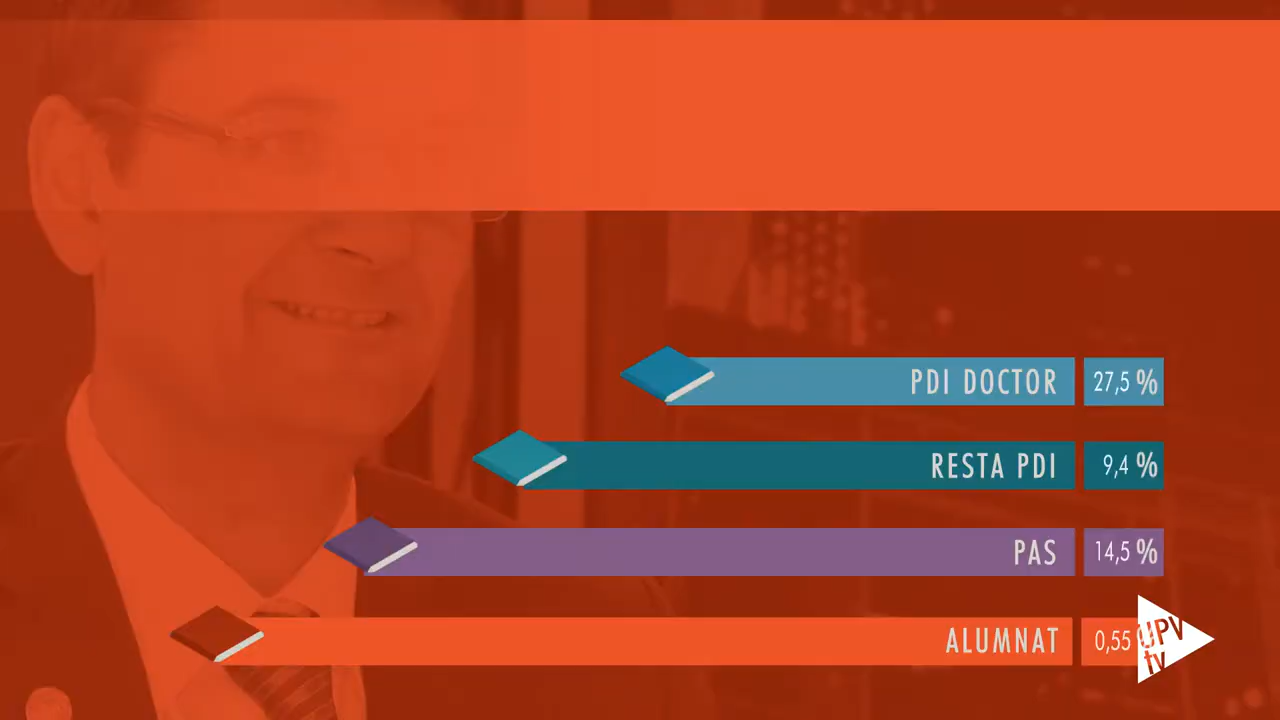 PDI DOCTOR 27,5 %
RESTA PDI 9,4 %
PAS 14,5 %
ALUMNAT 0,55
UPV
tv